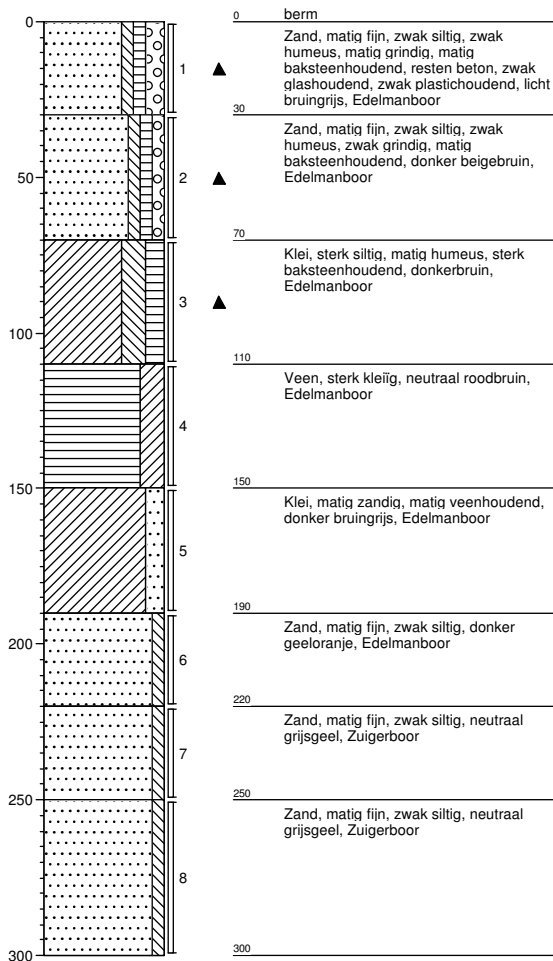 0
50
100
150
200
250
300
1
2
3
4
5
6
7
8
0 berm
Zand, matig fijn, zwak siltig, zwak
humeus, matig grindig, matig
baksteenhoudend, resten beton, zwak
glashoudend, zwak plastichoudend, licht
bruingrijs, Edelmanboor
30
Zand, matig fijn, zwak siltig, zwak
humeus, zwak grindig, matig
baksteenhoudend, donker beigebruin,
Edelmanboor
70
Klei, sterk siltig, matig humeus, sterk
baksteenhoudend, donkerbruin,
Edelmanboor
110
Veen, sterk kleiïg, neutraal roodbruin,
Edelmanboor
150
Klei, matig zandig, matig veenhoudend,
donker bruingrijs, Edelmanboor
190
Zand, matig fijn, zwak siltig, donker
geeloranje, Edelmanboor
220
Zand, matig fijn, zwak siltig, neutraal
grijsgeel, Zuigerboor
250
Zand, matig fijn, zwak siltig, neutraal
grijsgeel, Zuigerboor
300